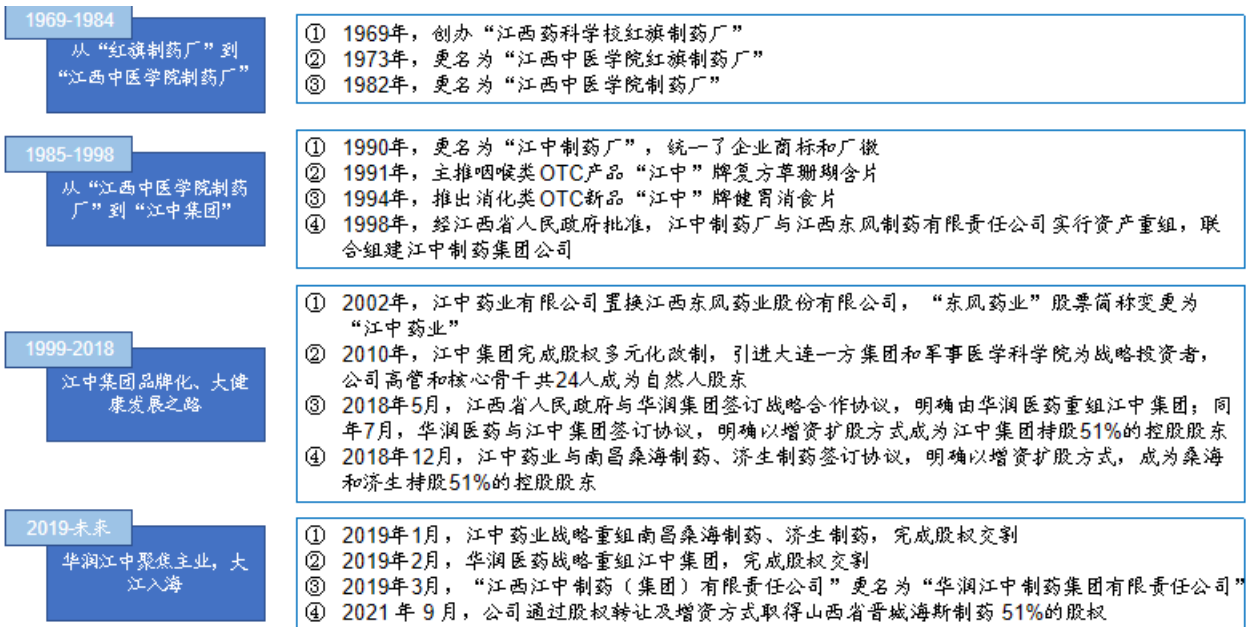 1969-1984
从“红旗制药厂”到
“江西中医学院制药厂”
① 1969年，创办“江西药科学校红旗制药厂”
② 1973年，更名为“江西中医学院红旗制药厂”
③ 1982年，更名为“江西中医学院制药厂”
1985-1998
从“江西中医学院制药
厂”到“江中集团”
① 1990年，更名为“江中制药厂”，统一了企业商标和厂徽
② 1991年，主推咽喉类OTC产品“江中”牌复方草珊瑚含片
③ 1994年，推出消化类OTC新品“江中”牌健胃消食片
④ 1998年，经江西省人民政府批准，江中制药厂与江西东风制药有限责任公司实行资产重组，联
合组建江中制药集团公司
1999-2018
江中集团品牌化、大健
康发展之路
① 2002年，江中药业有限公司置换江西东风药业股份有限公司，“东风药业”股票简称变更为
“江中药业”
② 2010年，江中集团完成股权多元化改制，引进大连一方集团和军事医学科学院为战略投资者，
公司高管和核心骨干共24人成为自然人股东
③ 2018年5月，江西省人民政府与华润集团签订战略合作协议，明确由华润医药重组江中集团；同
年7月，华润医药与江中集团签订协议，明确以增资扩股方式成为江中集团持股51%的控股股东
④ 2018年12月，江中药业与南昌桑海制药、济生制药签订协议，明确以增资扩股方式，成为桑海
和济生持股51%的控股股东
2019-未来
华润江中聚焦主业，大
江入海
① 2019年1月，江中药业战略重组南昌桑海制药、济生制药，完成股权交割
② 2019年2月，华润医药战略重组江中集团，完成股权交割
③ 2019年3月，“江西江中制药（集团）有限责任公司”更名为“华润江中制药集团有限责任公司”
④ 2021年9月，公司通过股权转让及增资方式取得山西省晋城海斯制药 51%的股权